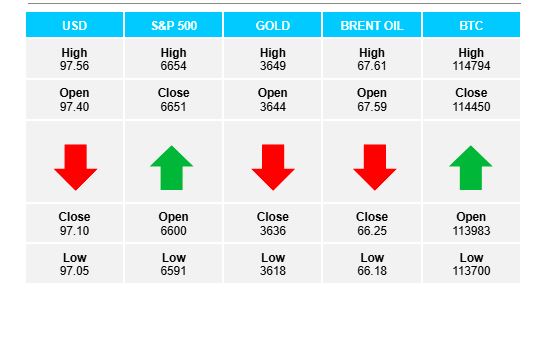 USD S&P 500 GOLD BRENT OIL BTC
High High High High High
97.56 6654 3649 67.61 114794
Open Close Open Open Close
97.40 6651 3644 67.59 114450
Close Open Close Close Open
97.10 6600 3636 66.25 113983
Low Low Low Low Low
97.05 6591 3618 66.18 113700